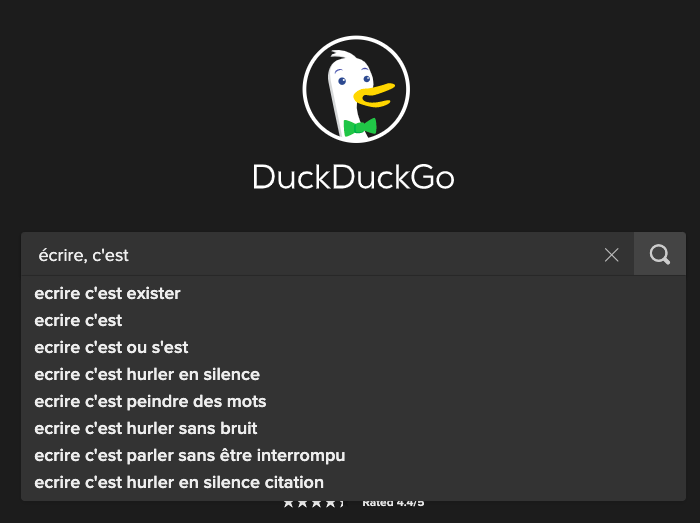 DuckDuckGo
écrire, c'est
ecrire c'est exister
ecrire c'est
ecrire c'est ou s'est
ecrire c'est hurler en silence
ecrire c'est peindre des mots
ecrire c'est hurler sans bruit
ecrire c'est parler sans être interrompu
ecrire c'est hurler en silence citation
Rated 4.4/5